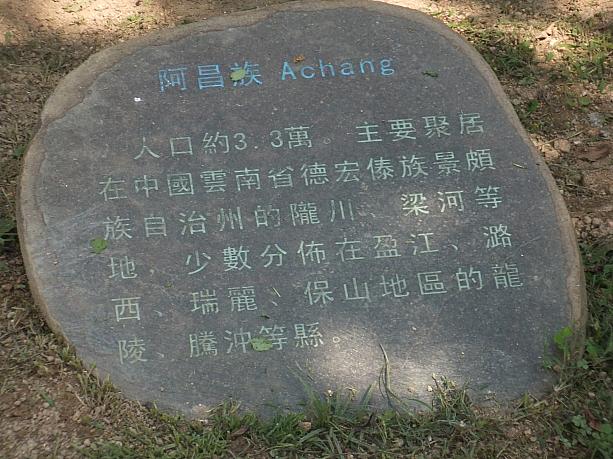 阿昌族 Achang
人口約3.3萬。主要聚居
在中國雲南省德宏傣族景頗
族自治州的隴川、梁河等
地，少數分佈在盈江、潞
西、瑞麗、保山地區的龍
陵、騰沖等縣。